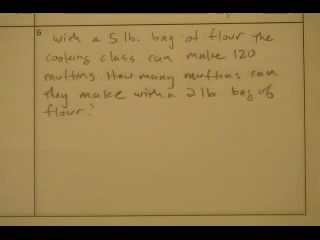 6 with a 5 lb. bag of flour the
cooking class can make 120
muffins. How many muffins can
they make with a 2 lb. bag of
flour?